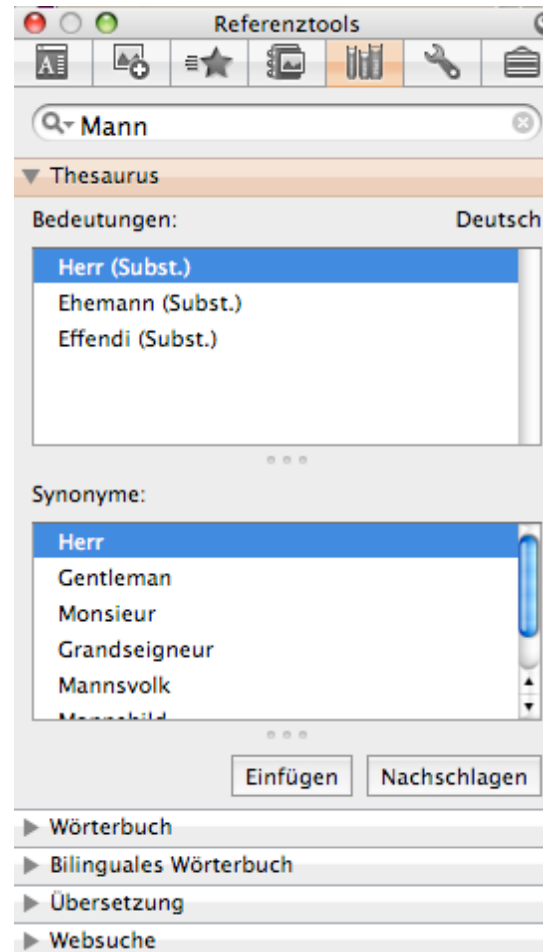 Referenztools
Mann
Thesaurus
Bedeutungen: Deutsch
Herr (Subst.)
Ehemann (Subst.)
Effendi (Subst.)
Synonyme:
Herr
Gentleman
Monsieur
Grandseigneur
Mannsvolk
Einfügen Nachschlagen
Wörterbuch
Bilinguales Wörterbuch
Übersetzung
Websuche